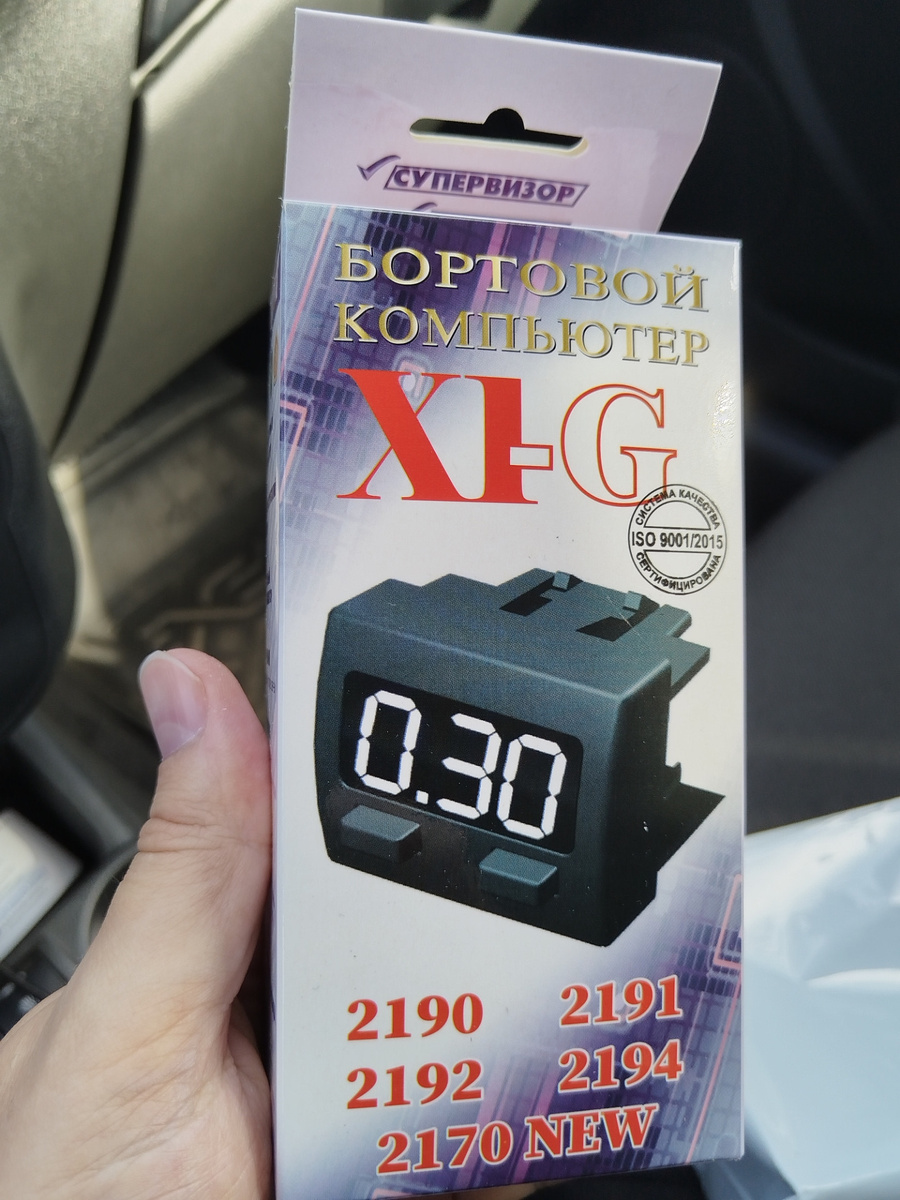 СУПЕРВИЗОР
БОРТОВОЙ
КОМПЬЮТЕР
X1-G
СИСТЕМА КАЧЕСТВА
ISO 9001/2015
СЕРТИФИЦИРОВАНА
0.30
2190 2191
2192 2194
2170 NEW